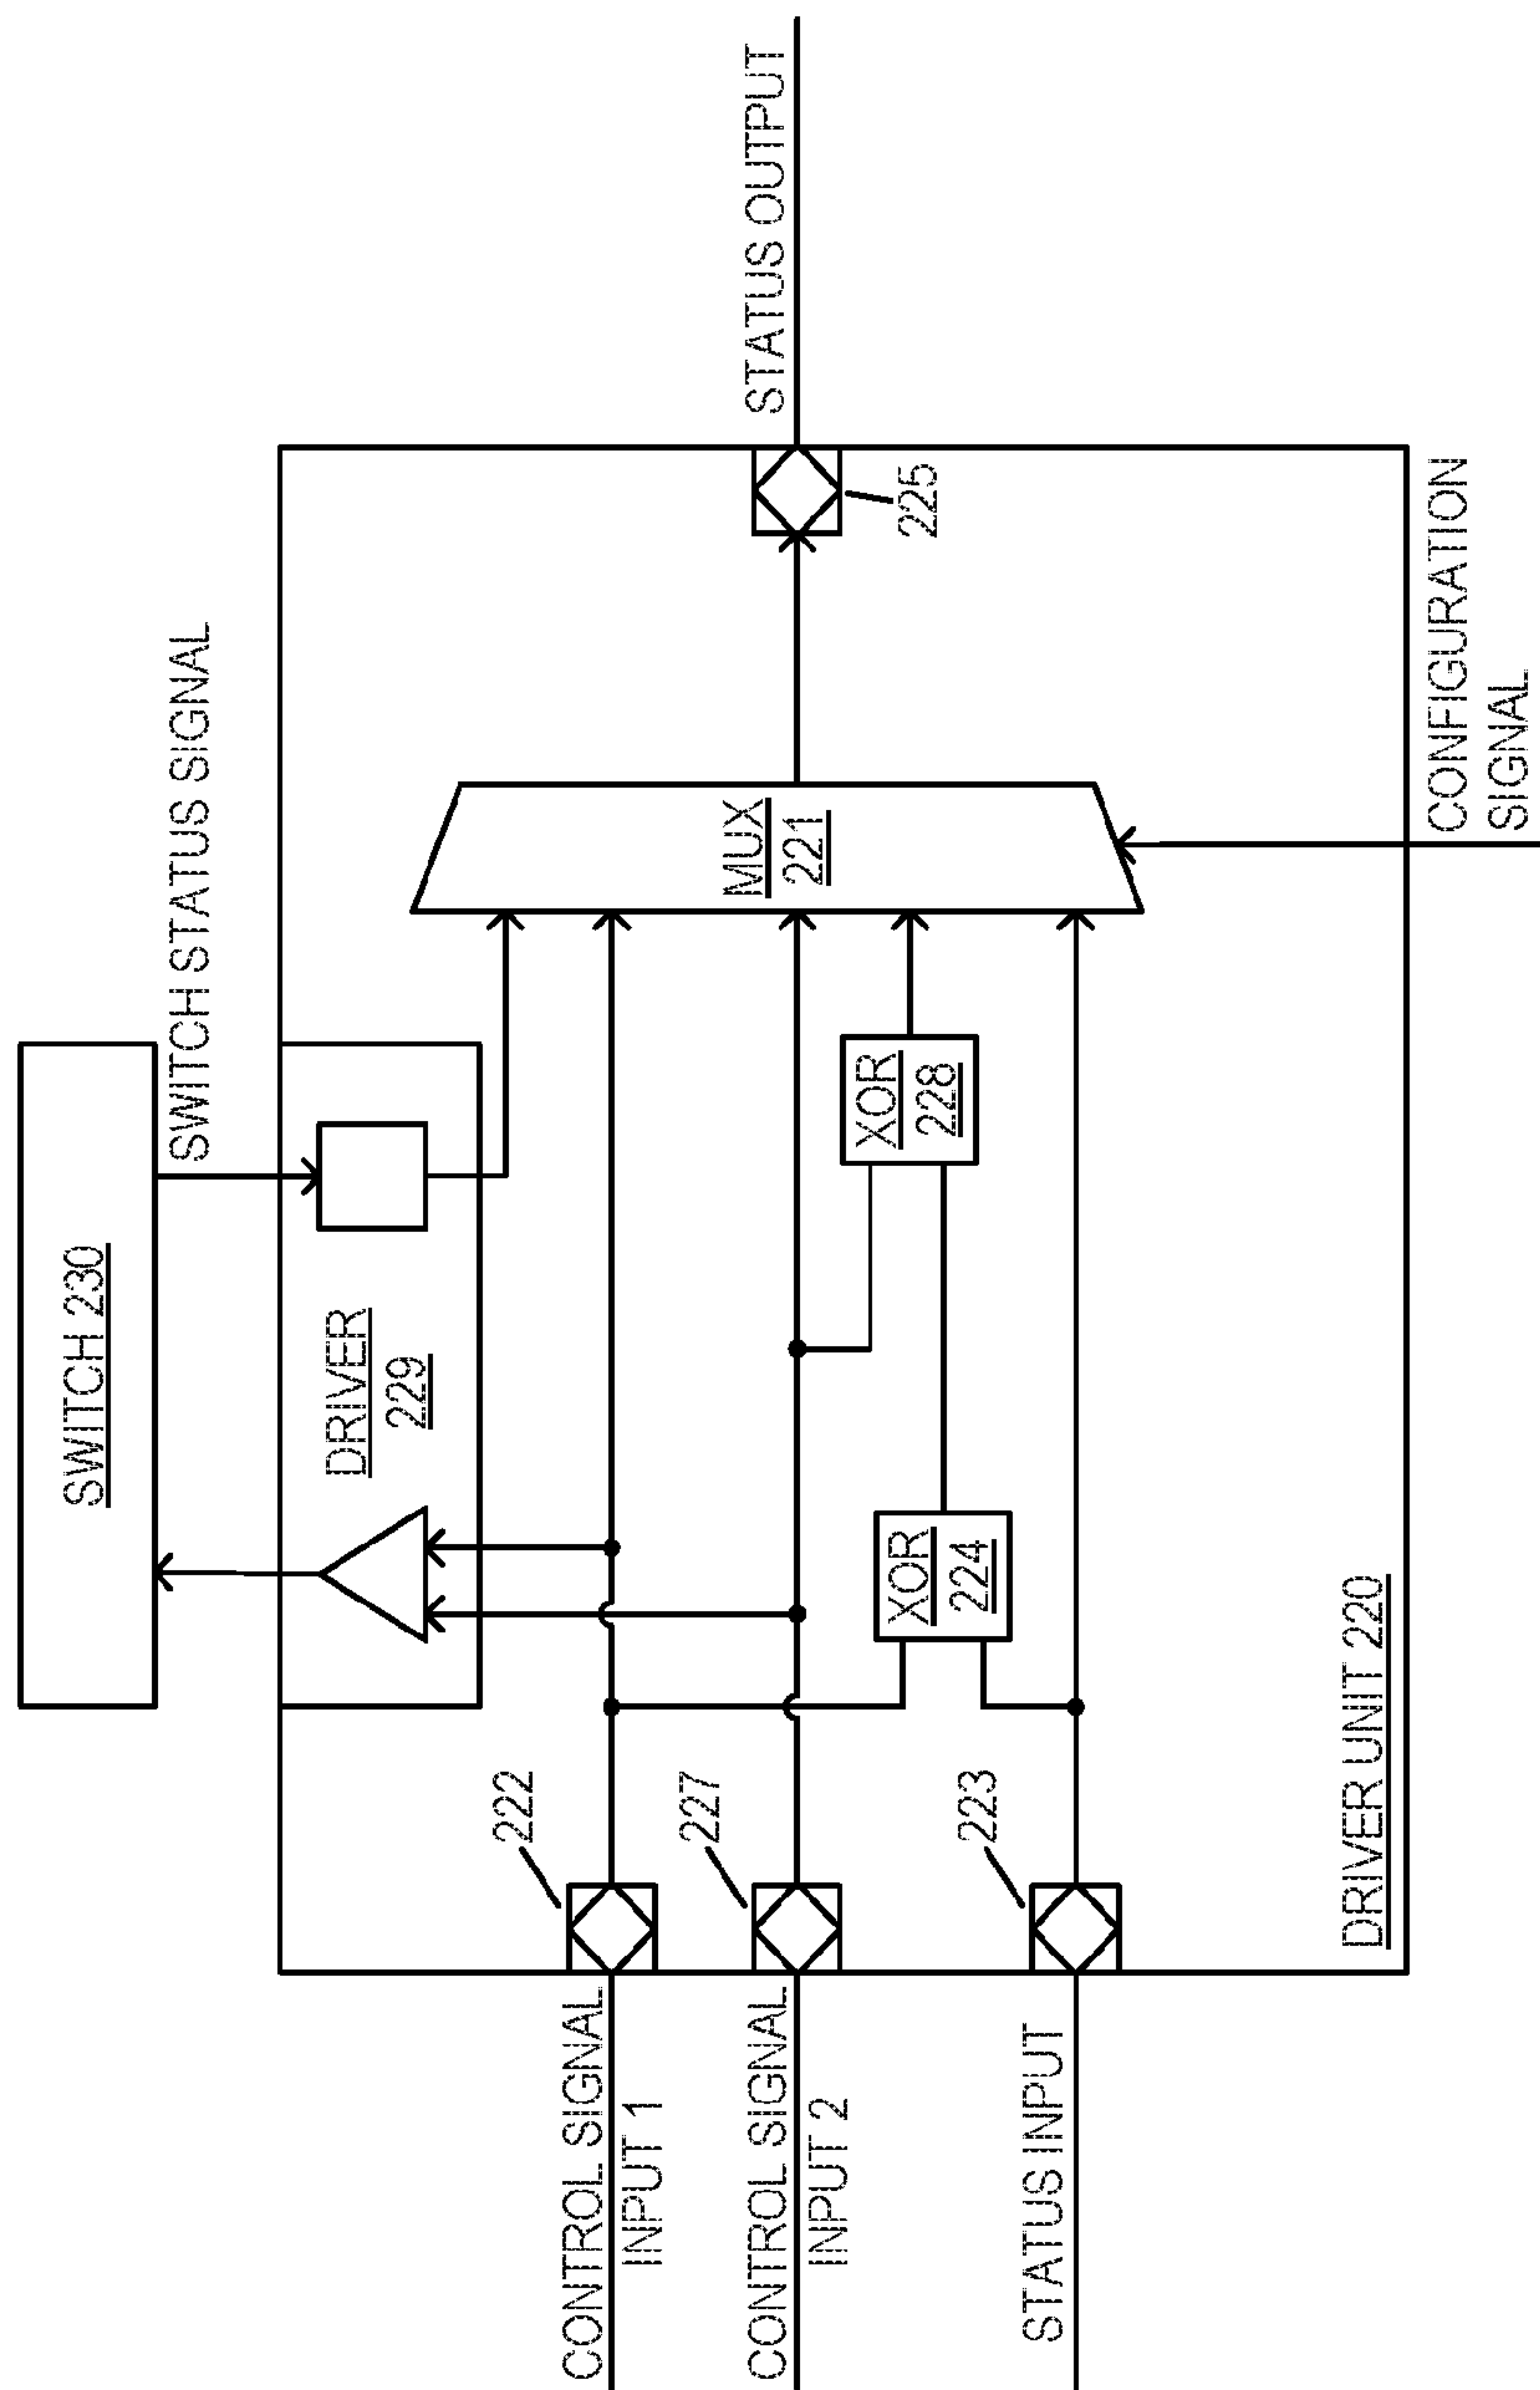 SWITCH 230
SWITCH STATUS SIGNAL
DRIVER
229
222
CONTROL SIGNAL
INPUT 1
227
CONTROL SIGNAL
INPUT 2
MUX
221
STATUS OUTPUT
225
XOR
228
XOR
224
223
STATUS INPUT
DRIVER UNIT 220
CONFIGURATION
SIGNAL